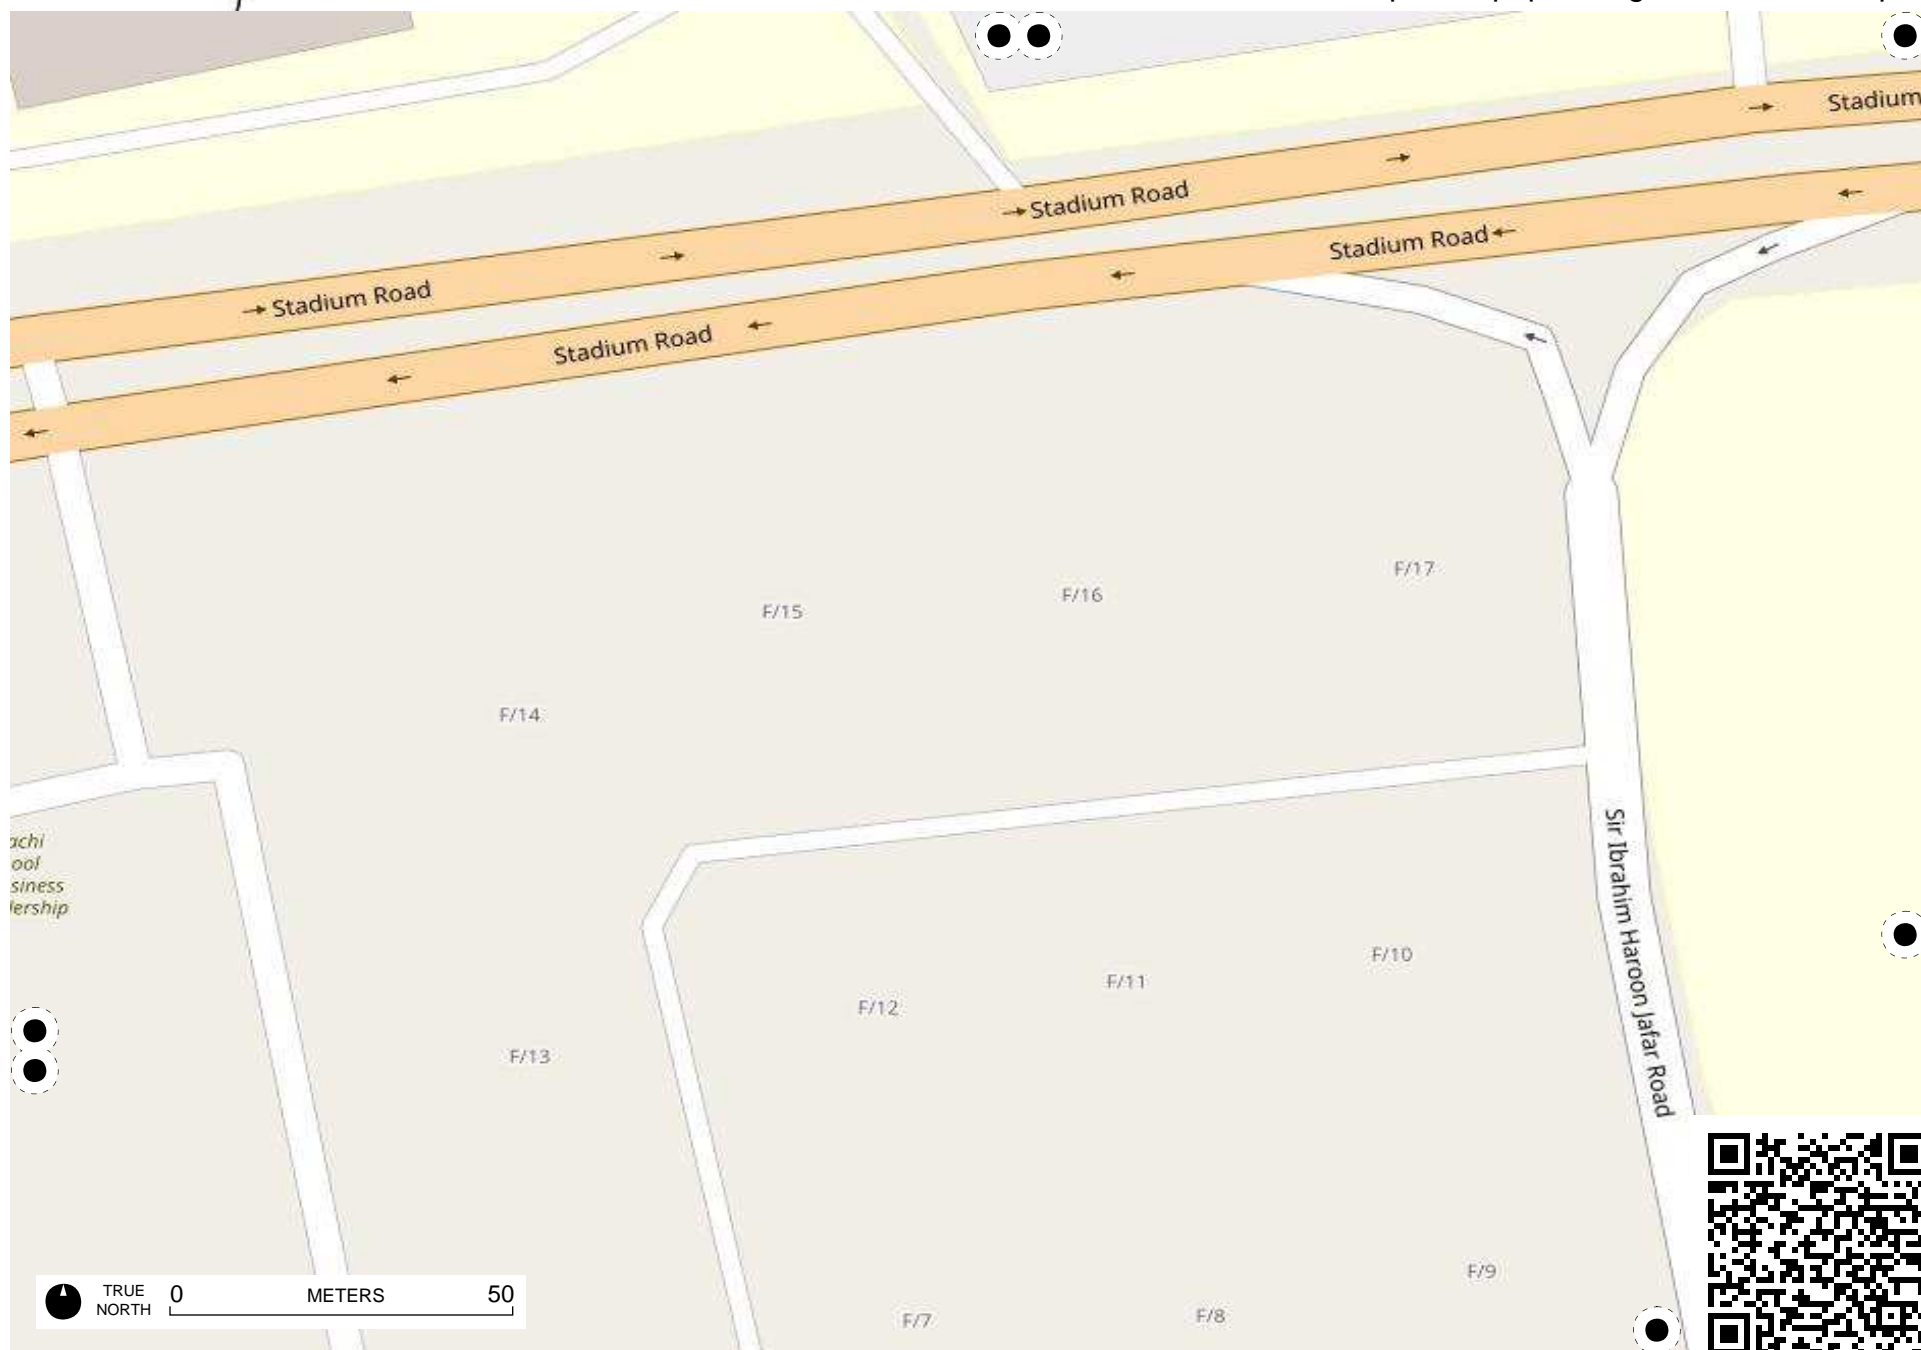 Stadium
Stadium Road
Stadium Road
Stadium Road
Stadium Road
F/17
F/16
F/15
F/14
Sir Ibrahim Haroon Jafar Road
achi
ool
siness
lership
F/10
F/11
F/12
F/13
F/9
F/8
F/7
TRUE
NORTH
0 METERS 50